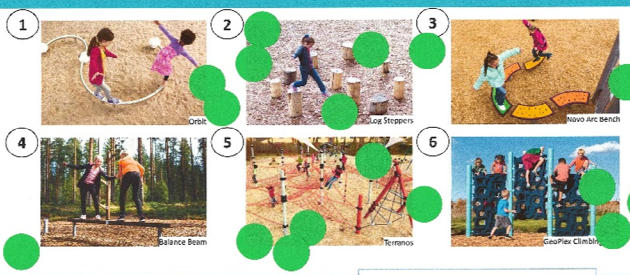 1
2
3
Orbit
Log Steppers
Novo Arc Bench
4
5
6
Balance Beam
Terranos
GeoPlex Climbing